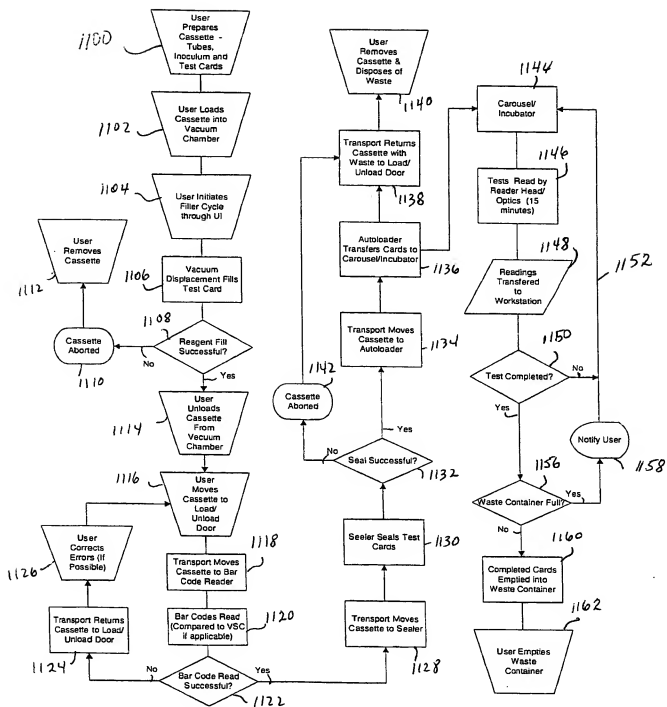 1100
User
Prepares
Cassette -
Tubes,
Inoculum and
Test Cards
1102
User Loads
Cassette into
Vacuum
Chamber
1104
User Initiates
Filler Cycle
through UI
User
Removes
Cassette
1112
1106
Vacuum
Displacement Fills
Test Card
1108
Reagent Fill
Successful?
No
Yes
Cassette
Aborted
1110
1114
User
Unloads
Cassette
From
Vacuum
Chamber
1116
User
Moves
Cassette to
Load/
Unload
Door
1118
Transport Moves
Cassette to Bar
Code Reader
1120
Bar Codes Read
(Compared to VSC
if applicable)
Bar Code Read
Successful?
1122
No
Yes
1124
Transport Returns
Cassette to Load/
Unload Door
1126
User
Corrects
Errors (If
Possible)
Transport Moves
Cassette to Sealer
1128
Seeler Seals Test
Cards
1130
Seal Successful?
1132
No
Yes
1142
Cassette
Aborted
Transport Moves
Cassette to
Autoloader
1134
Autoloader
Transfers Cards to
Carousel/Incubator
1136
Transport Returns
Cassette with
Waste to Load/
Unload Door
1138
User
Removes
Cassette &
Disposes of
Waste
1140
1144
Carousel/
Incubator
1146
Tests Read by
Reader Head/
Optics (15
minutes)
1148
Readings
Transfered
to
Workstation
1152
1150
Test Completed?
No
Yes
1156
Waste Container Full?
Yes
No
Notify User
1158
1160
Completed Cards
Emptied into
Waste Container
1162
User Empties
Waste
Container